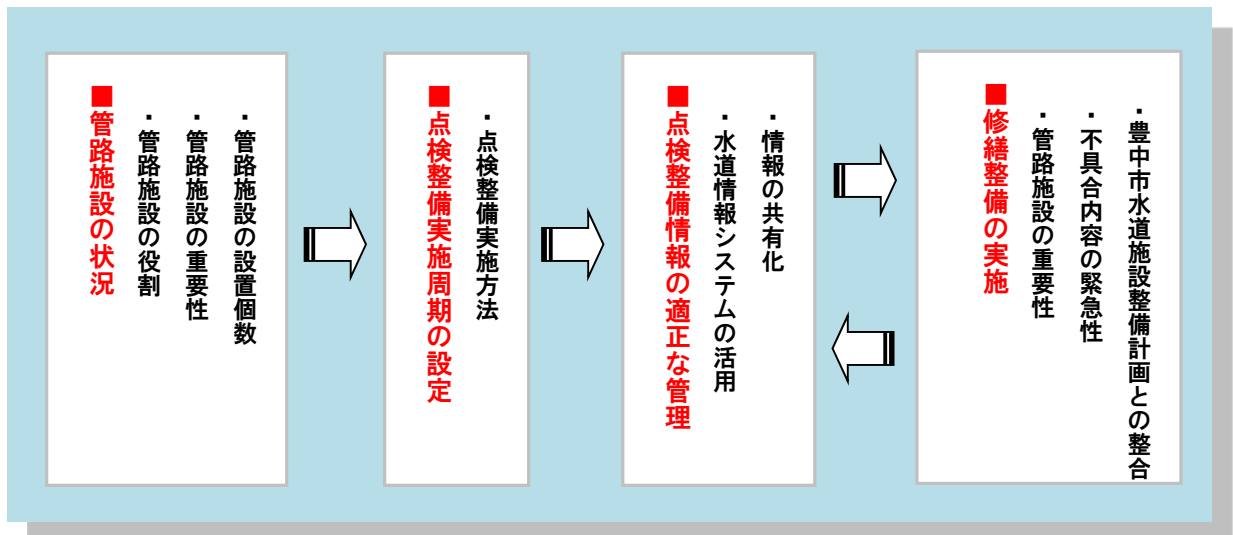 ■管路施設の状況
・管路施設の役割
・管路施設の重要性
・管路施設の設置個数
■点検整備実施周期の設定
・点検整備実施方法
■点検整備情報の適正な管理
・水道情報システムの活用
・情報の共有化
■修繕整備の実施
・管路施設の重要性
・不具合内容の緊急性
・豊中市水道施設整備計画との整合